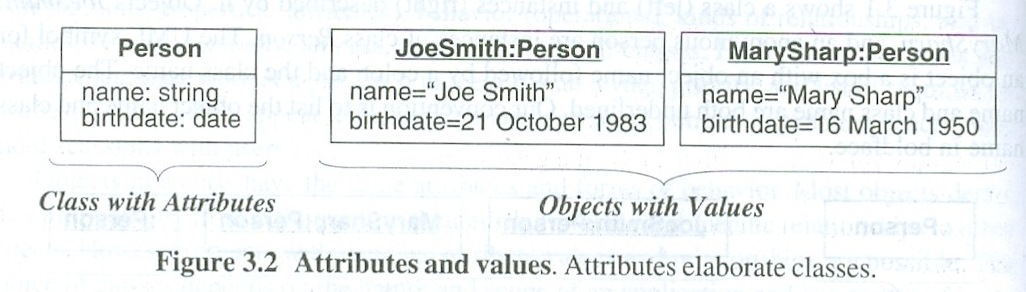 Person
name: string
birthdate: date
JoeSmith:Person
name="Joe Smith"
birthdate=21 October 1983
MarySharp:Person
name="Mary Sharp"
birthdate=16 March 1950
Class with Attributes
Objects with Values
Figure 3.2 Attributes and values. Attributes elaborate classes.